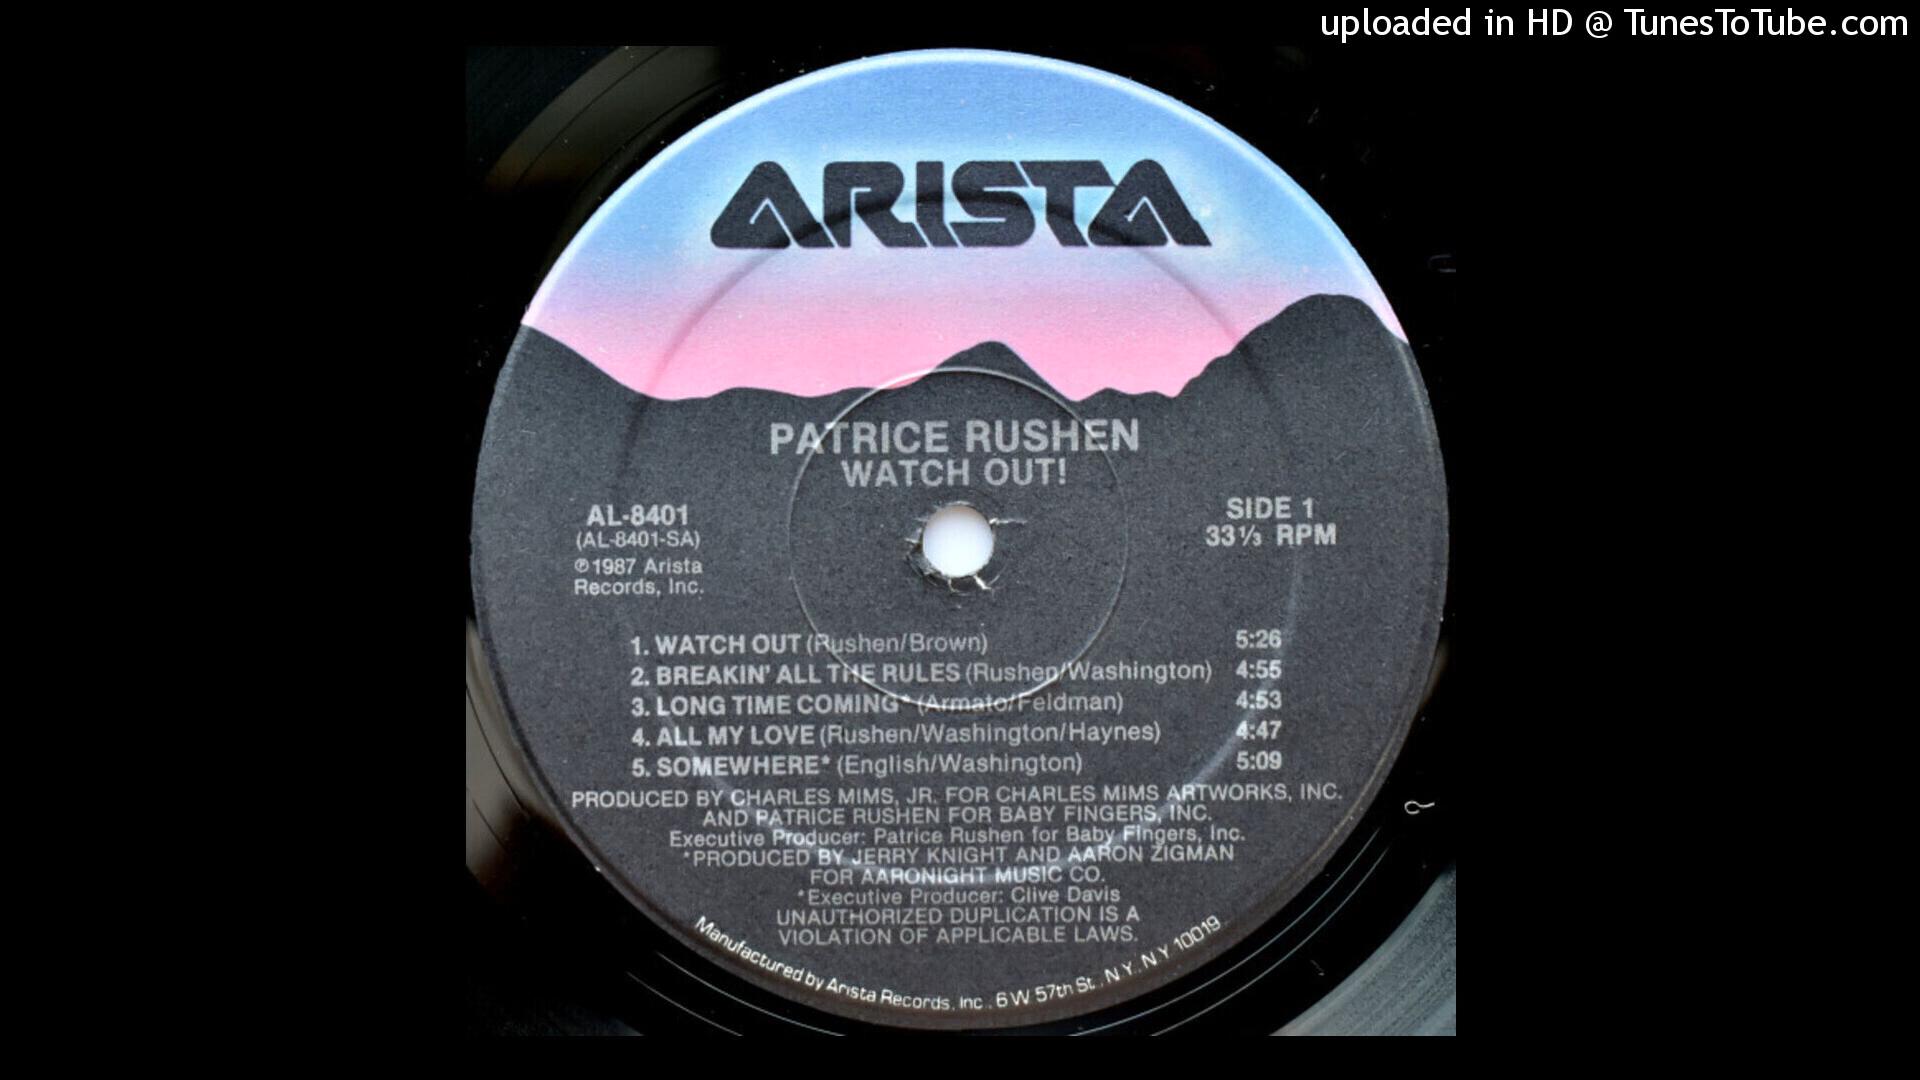 uploaded in HD @ TunesToTube.com
ARISTA
PATRICE RUSHEN
WATCH OUT!
AL-8401
(AL-8401-SA)
℗1987 Arista
Records, Inc.
SIDE 1
33⅓ RPM
1. WATCH OUT (Rushen/Brown) 5:26
2. BREAKIN' ALL THE RULES (Rushen/Washington) 4:55
3. LONG TIME COMING* (Armato/Feldman) 4:53
4. ALL MY LOVE (Rushen/Washington/Haynes) 4:47
5. SOMEWHERE* (English/Washington) 5:09
PRODUCED BY CHARLES MIMS, JR. FOR CHARLES MIMS ARTWORKS, INC.
AND PATRICE RUSHEN FOR BABY FINGERS, INC.
Executive Producer: Patrice Rushen for Baby Fingers, Inc.
*PRODUCED BY JERRY KNIGHT AND AARON ZIGMAN
FOR AARONIGHT MUSIC CO.
*Executive Producer: Clive Davis
UNAUTHORIZED DUPLICATION IS A
VIOLATION OF APPLICABLE LAWS.
Manufactured by Arista Records, Inc., 6 W 57th St., N.Y., N.Y. 10019